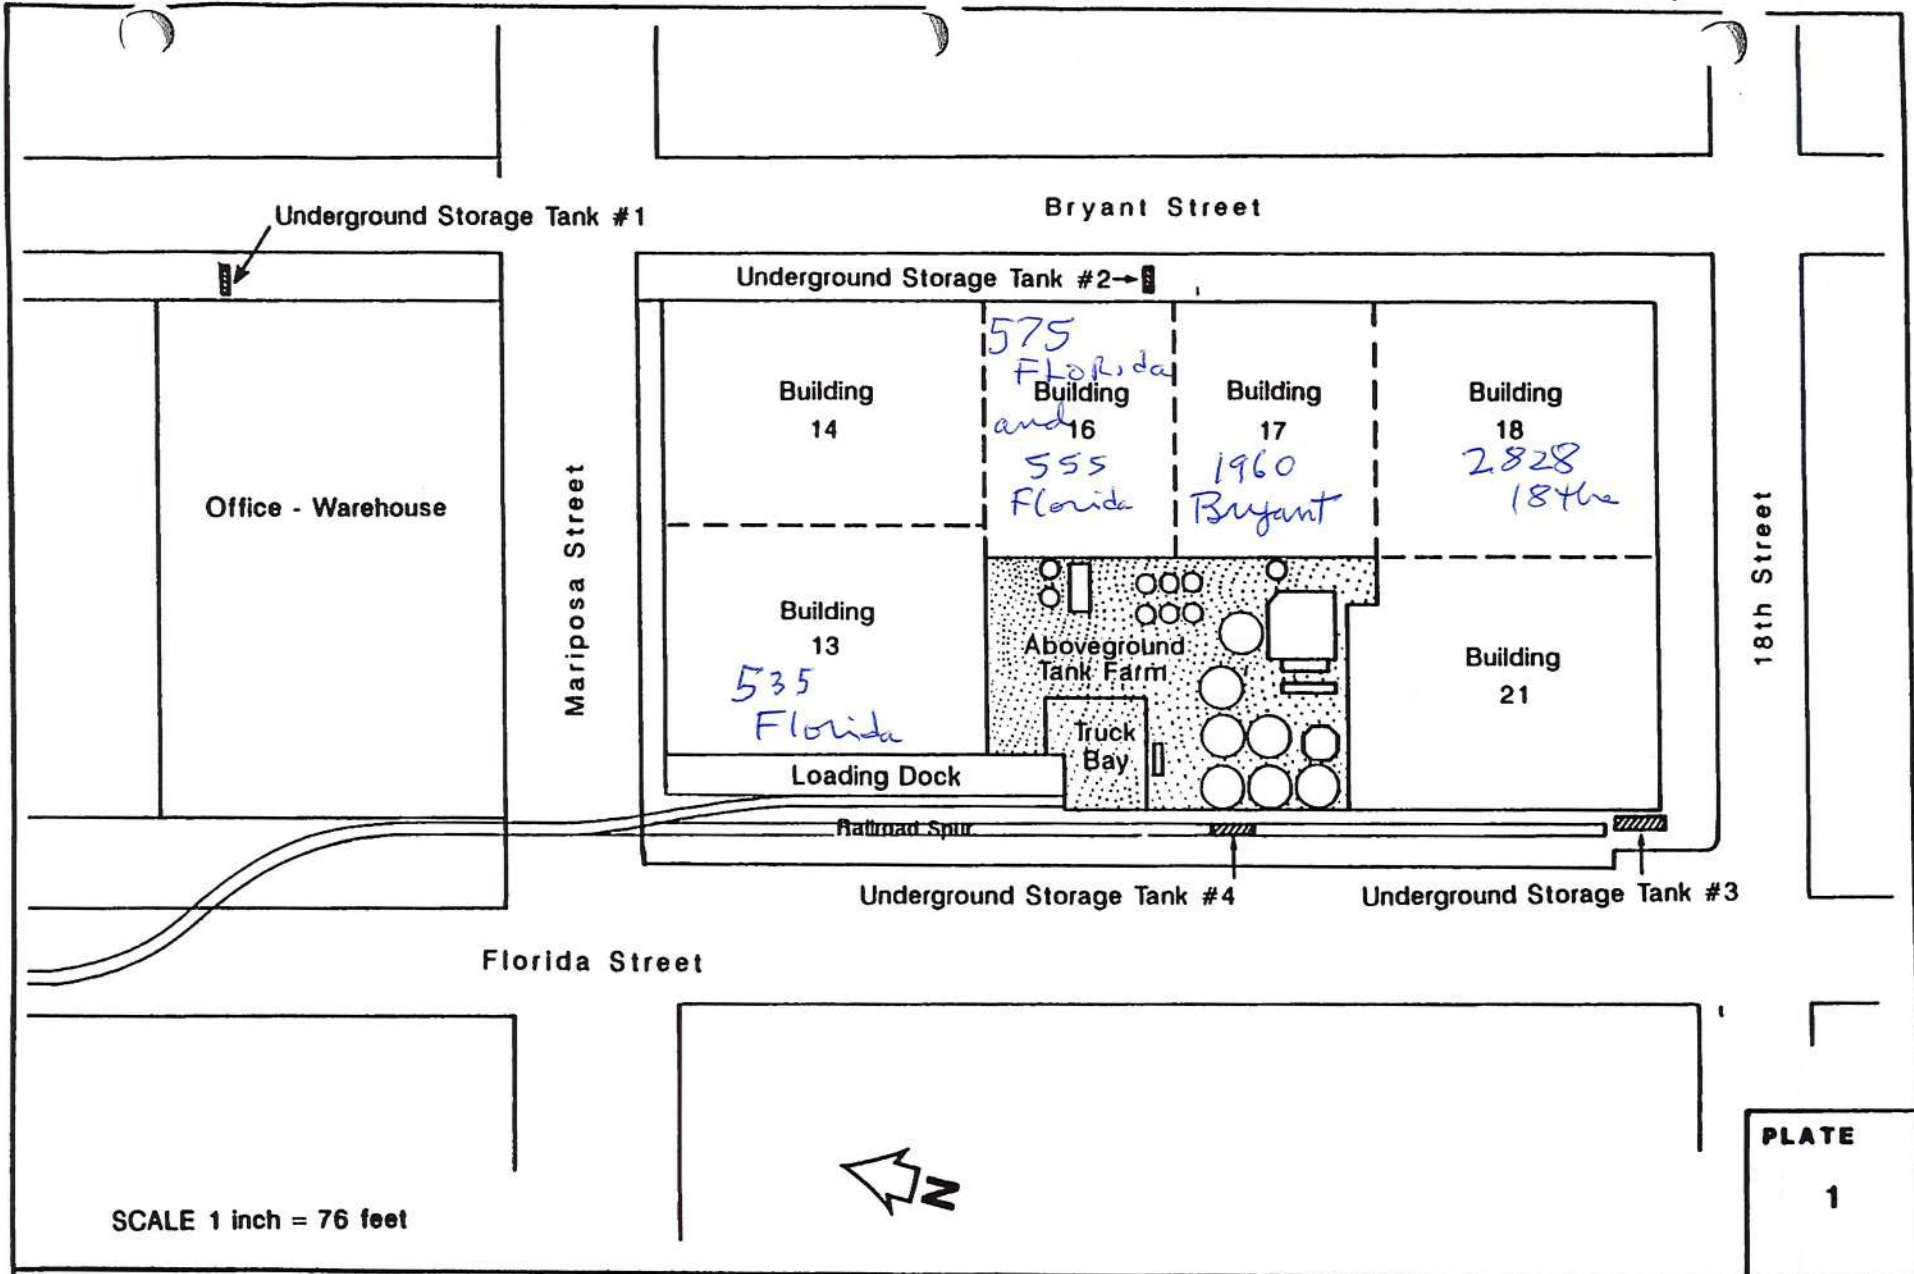 Bryant Street
Underground Storage Tank #1
Underground Storage Tank #2
575
FLORida
Building
and 16
555
Florida
Building
14
Building
17
1960
Bryant
Building
18
2828
18the
Office - Warehouse
Mariposa Street
18th Street
Building
13
535
Florida
Aboveground
Tank Farm
Truck
Bay
Building
21
Loading Dock
Railroad Spur
Underground Storage Tank #4
Underground Storage Tank #3
Florida Street
N
SCALE 1 inch = 76 feet
PLATE
1